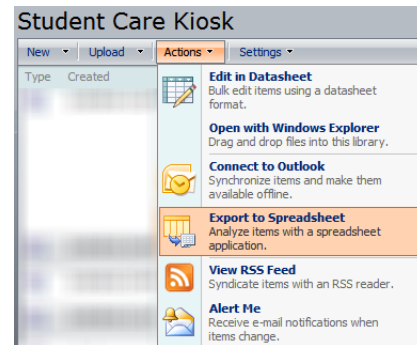 Student Care Kiosk
New Upload Actions Settings
Type Created
Edit in Datasheet
Bulk edit items using a datasheet
format.
Open with Windows Explorer
Drag and drop files into this library.
Connect to Outlook
Synchronize items and make them
available offline.
Export to Spreadsheet
Analyze items with a spreadsheet
application.
View RSS Feed
Syndicate items with an RSS reader.
Alert Me
Receive e-mail notifications when
items change.